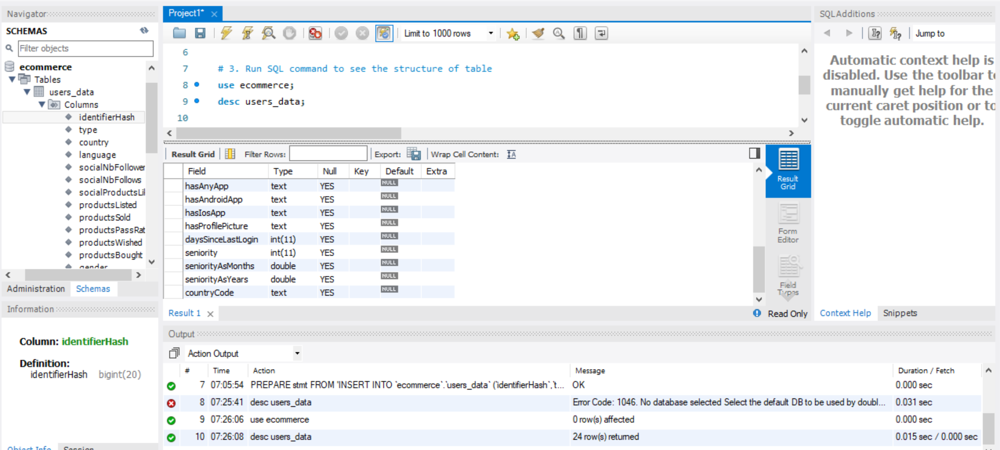 Navigator
SCHEMAS
Filter objects
ecommerce
Tables
users_data
Columns
identifierHash
type
country
language
socialNbFollower
socialNbFollows
socialProductsLi
productsListed
productsSold
productsPassRat
productsWished
productsBought
gender
Administration Schemas
Information
Column: identifierHash
Definition:
identifierHash bigint(20)
Object Info Session
Project1*
Limit to 1000 rows
6
7 # 3. Run SQL command to see the structure of table
8 use ecommerce;
9 desc users_data;
10
Result Grid Filter Rows: Export: Wrap Cell Content:
Field Type Null Key Default Extra
hasAnyApp text YES NULL
hasAndroidApp text YES NULL
hasIosApp text YES NULL
hasProfilePicture text YES NULL
daysSinceLastLogin int(11) YES NULL
seniority int(11) YES NULL
seniorityAsMonths double YES NULL
seniorityAsYears double YES NULL
countryCode text YES NULL
Result
Grid
Form
Editor
Field
Types
Result 1 Read Only
SQLAdditions
Jump to
Automatic context help is
disabled. Use the toolbar to
manually get help for the
current caret position or to
toggle automatic help.
Context Help Snippets
Output
Action Output
# Time Action Message Duration / Fetch
7 07:05:54 PREPARE stmt FROM 'INSERT INTO `ecommerce`.`users_data` (`identifierHash`,`t... OK 0.000 sec
8 07:25:41 desc users_data Error Code: 1046. No database selected Select the default DB to be used by doubl... 0.031 sec
9 07:26:06 use ecommerce 0 row(s) affected 0.000 sec
10 07:26:08 desc users_data 24 row(s) returned 0.015 sec / 0.000 sec